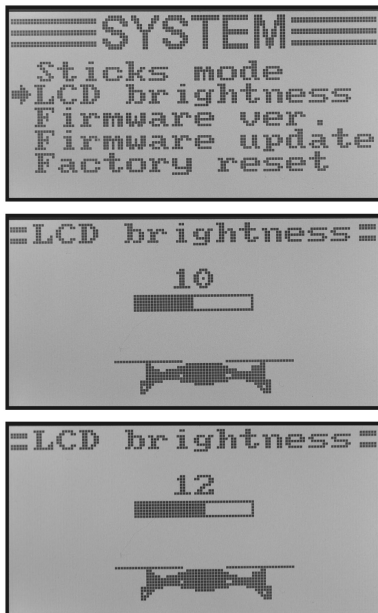 SYSTEM
Sticks mode
LCD brightness
Firmware ver.
Firmware update
Factory reset
LCD brightness
10
LCD brightness
12